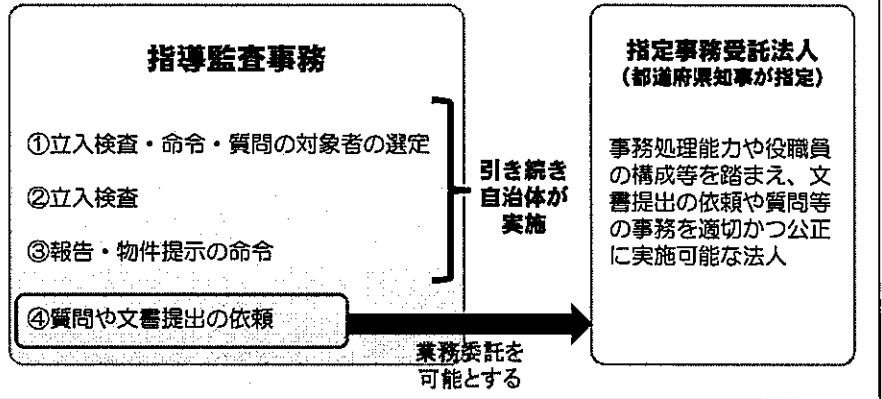 指導監査事務
①立入検査・命令・質問の対象者の選定
②立入検査
③報告・物件提示の命令
④質問や文書提出の依頼
引き続き
自治体が
実施
業務委託を
可能とする
指定事務受託法人
（都道府県知事が指定）
事務処理能力や役職員
の構成等を踏まえ、文
書提出の依頼や質問等
の事務を適切かつ公正
に実施可能な法人